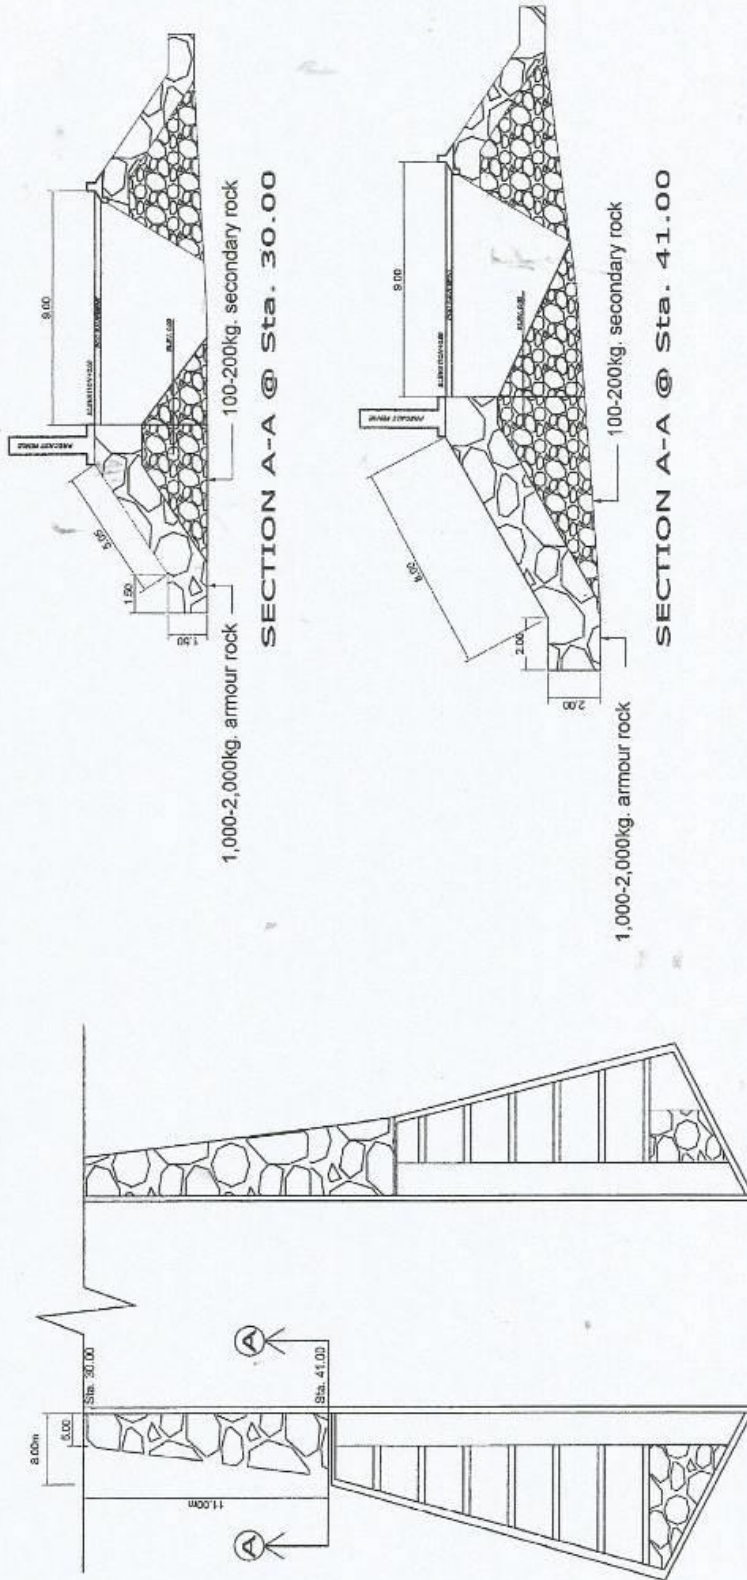 9.00
PRECAST PENRZ
5.05
1.50
1.50
100-200kg. secondary rock
1,000-2,000kg. armour rock
SECTION A-A @ Sta. 30.00
9.00
8.00
2.00
2.00
100-200kg. secondary rock
1,000-2,000kg. armour rock
SECTION A-A @ Sta. 41.00
8.00m
5.00
Sta. 30.00
11.00m
A
A
Sta. 41.00